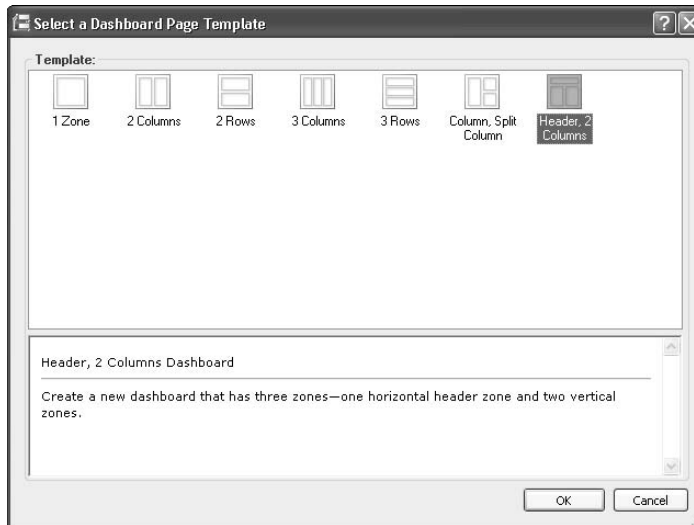 Select a Dashboard Page Template
Template:
1 Zone
2 Columns
2 Rows
3 Columns
3 Rows
Column, Split
Column
Header, 2
Columns
Header, 2 Columns Dashboard
Create a new dashboard that has three zones—one horizontal header zone and two vertical
zones.
OK
Cancel